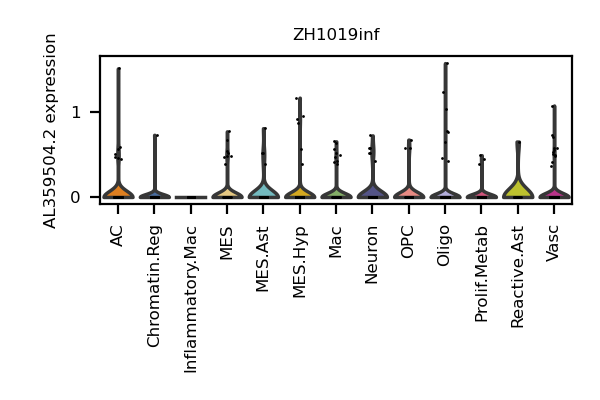 ZH1019inf
AL359504.2 expression
1
0
AC
Chromatin.Reg
Inflammatory.Mac
MES
MES.Ast
MES.Hyp
Mac
Neuron
OPC
Oligo
Prolif.Metab
Reactive.Ast
Vasc